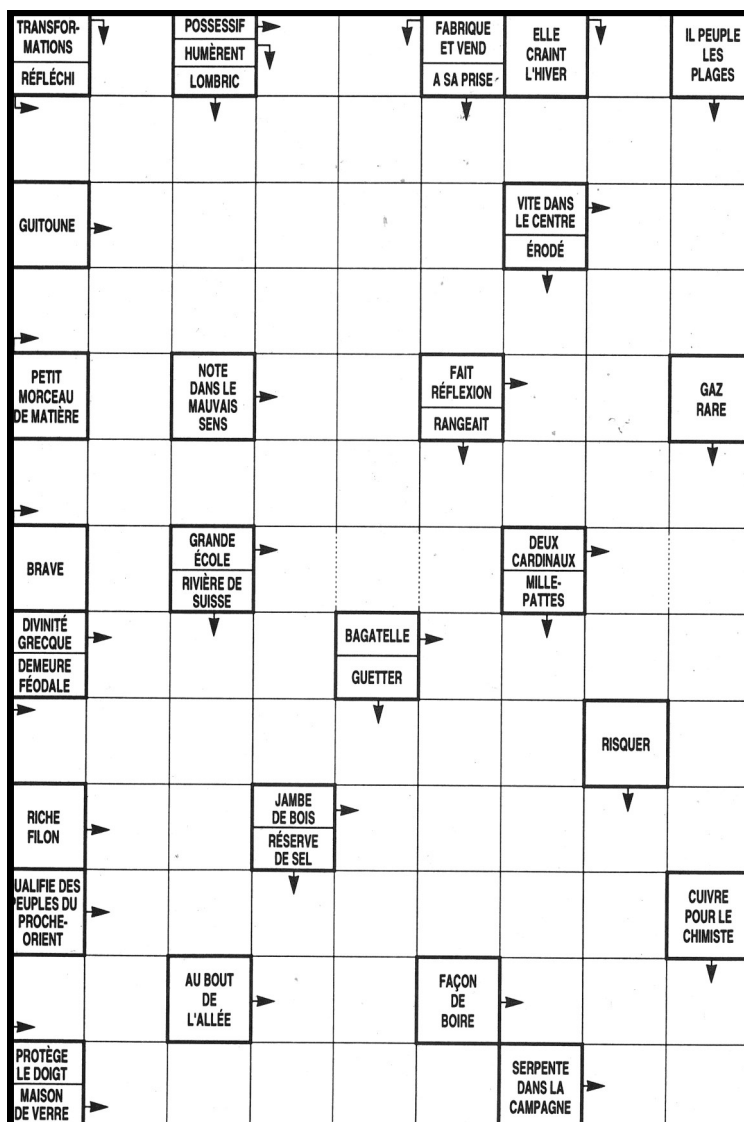 TRANSFOR-
MATIONS
RÉFLÉCHI
POSSESSIF
HUMÈRENT
LOMBRIC
FABRIQUE
ET VEND
A SA PRISE
ELLE
CRAINT
L'HIVER
IL PEUPLE
LES
PLAGES
GUITOUNE
VITE DANS
LE CENTRE
ÉRODÉ
PETIT
MORCEAU
DE MATIÈRE
NOTE
DANS LE
MAUVAIS
SENS
FAIT
RÉFLEXION
RANGEAIT
GAZ
RARE
BRAVE
GRANDE
ÉCOLE
RIVIÈRE DE
SUISSE
DEUX
CARDINAUX
MILLE-
PATTES
DIVINITÉ
GRECQUE
DEMEURE
FÉODALE
BAGATELLE
GUETTER
RISQUER
RICHE
FILON
JAMBE
DE BOIS
RÉSERVE
DE SEL
UALIFIE DES
PEUPLES DU
PROCHE-
ORIENT
CUIVRE
POUR LE
CHIMISTE
AU BOUT
DE
L'ALLÉE
FAÇON
DE
BOIRE
PROTÈGE
LE DOIGT
MAISON
DE VERRE
SERPENTE
DANS LA
CAMPAGNE